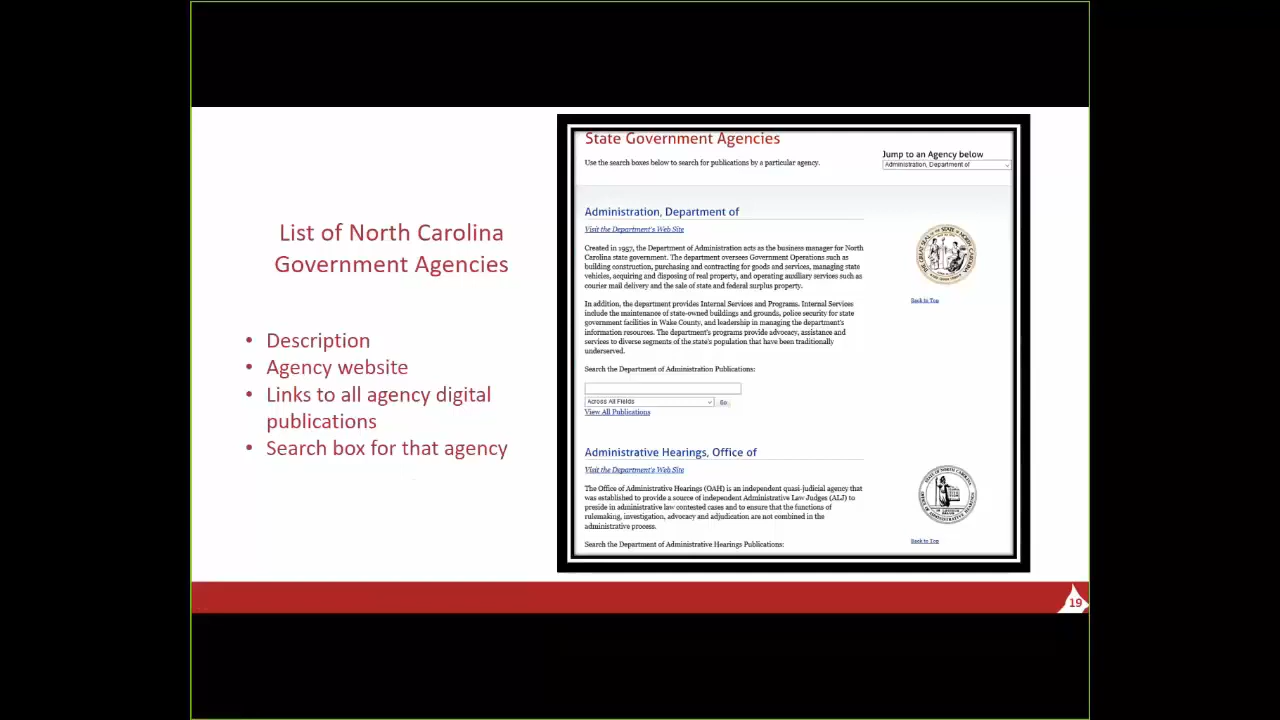 List of North Carolina
Government Agencies
• Description
• Agency website
• Links to all agency digital
publications
• Search box for that agency
State Government Agencies
Use the search boxes below to search for publications by a particular agency.
Jump to an Agency below
Administration, Department of
Administration, Department of
Visit the Department's Web Site
Created in 1957, the Department of Administration acts as the business manager for North
Carolina state government. The department oversees Government Operations such as
building construction, purchasing and contracting for goods and services, managing state
vehicles, acquiring and disposing of real property, and operating auxiliary services such as
courier mail delivery and the sale of state and federal surplus property.
Back to Top
In addition, the department provides Internal Services and Programs. Internal Services
include the maintenance of state-owned buildings and grounds, police security for state
government facilities in Wake County, and leadership in managing the department's
information resources. The department's programs provide advocacy, assistance and
services to diverse segments of the state's population that have been traditionally
underserved.
Search the Department of Administration Publications:
Across All Fields
Go
View All Publications
Administrative Hearings, Office of
Visit the Department's Web Site
The Office of Administrative Hearings (OAH) is an independent quasi-judicial agency that
was established to provide a source of independent Administrative Law Judges (ALJ) to
preside in administrative law contested cases and to ensure that the functions of
rulemaking, investigation, advocacy and adjudication are not combined in the
administrative process.
Back to Top
Search the Department of Administrative Hearings Publications:
19